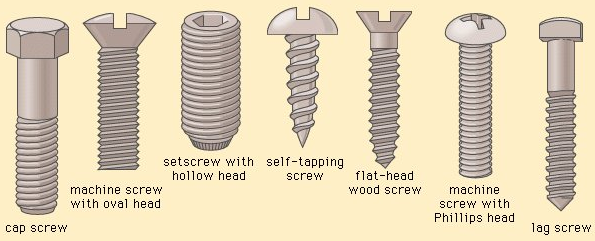 cap screw
machine screw
with oval head
setscrew with
hollow head
self-tapping
screw
flat-head
wood screw
machine
screw with
Phillips head
lag screw